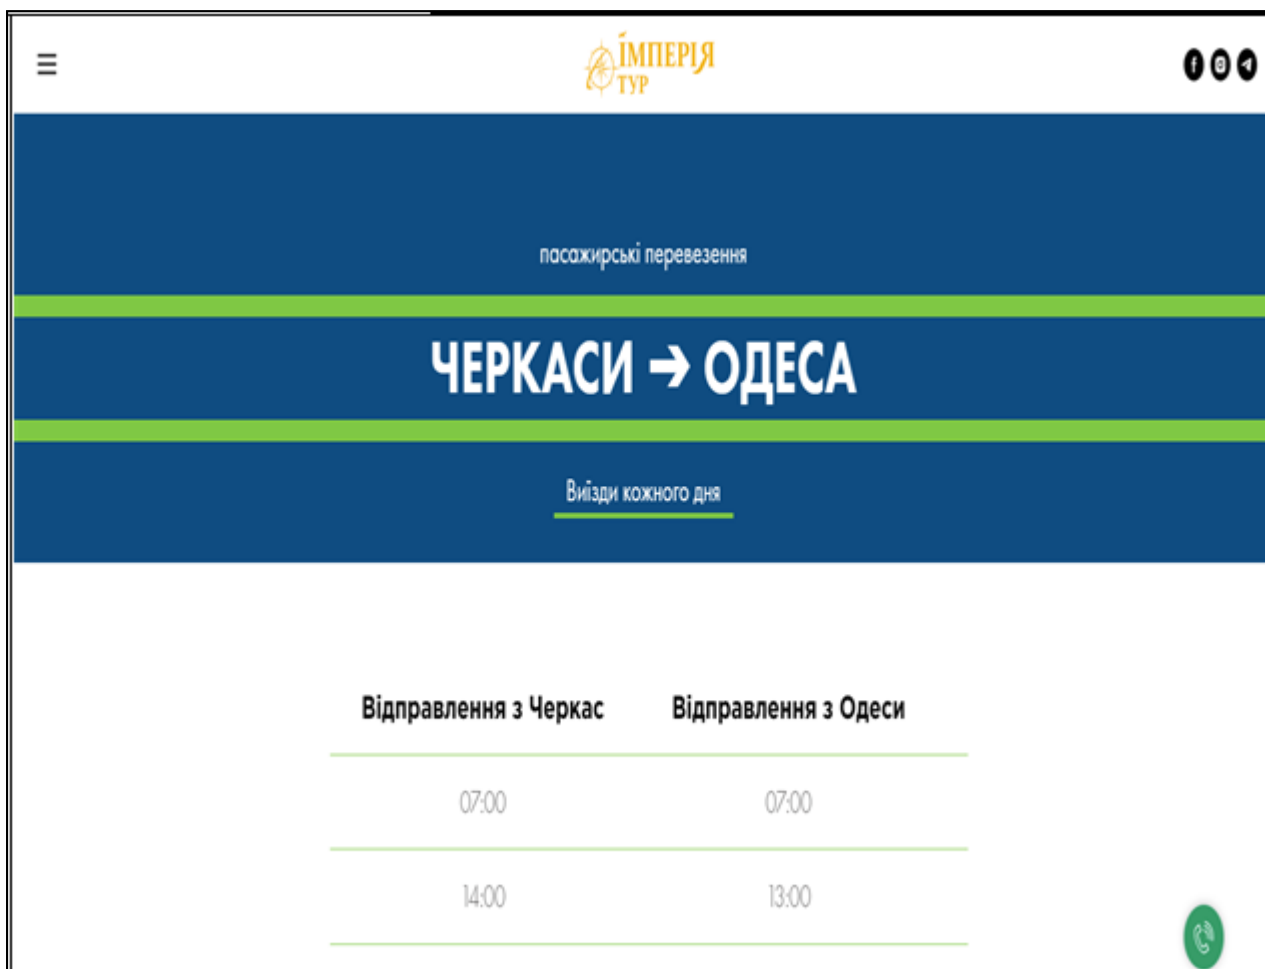 ІМПЕРІЯ
ТУР
пасажирські перевезення
ЧЕРКАСИ → ОДЕСА
Виїзди кожного дня
Відправлення з Черкас Відправлення з Одеси
07:00 07:00
14:00 13:00